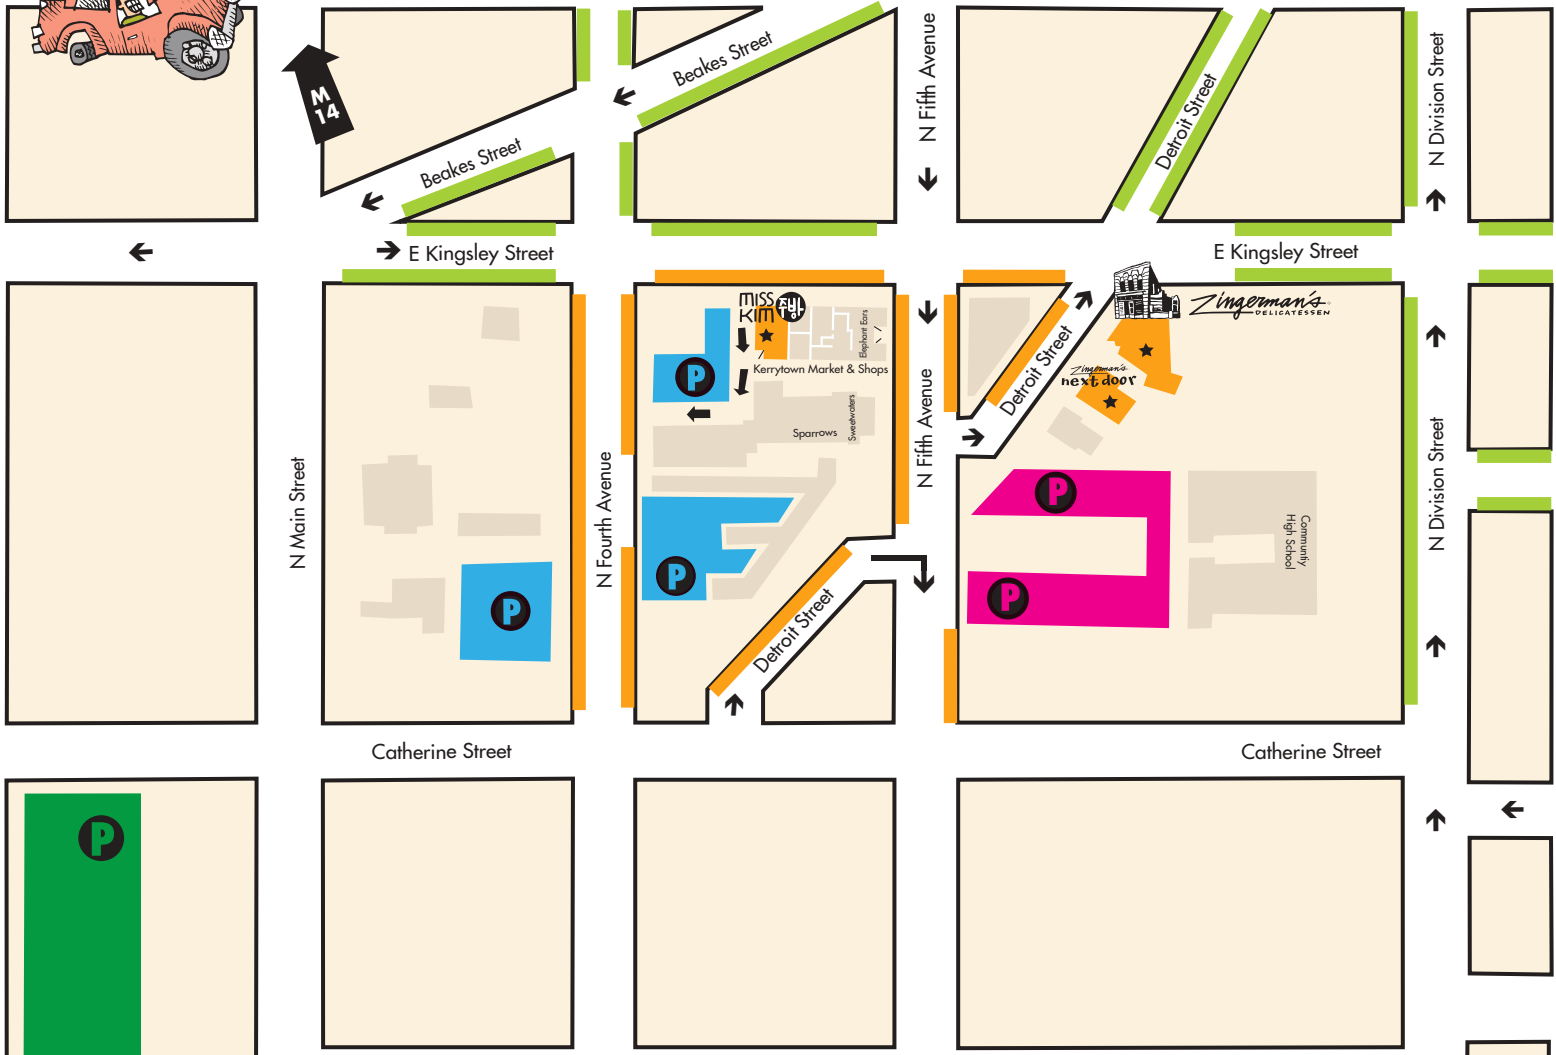 M
14
Beakes Street
Beakes Street
N Fifth Avenue
Detroit Street
N Division Street
E Kingsley Street
E Kingsley Street
MISS
KIM
Zingerman's
DELICATESSEN
Elephant Ears
Kerrytown Market & Shops
P
Detroit Street
Zingerman's
next door
Sparrows
Sweetwaters
N Fifth Avenue
N Main Street
N Fourth Avenue
N Division Street
P
P
P
P
Community
High School
Detroit Street
Catherine Street
Catherine Street
P